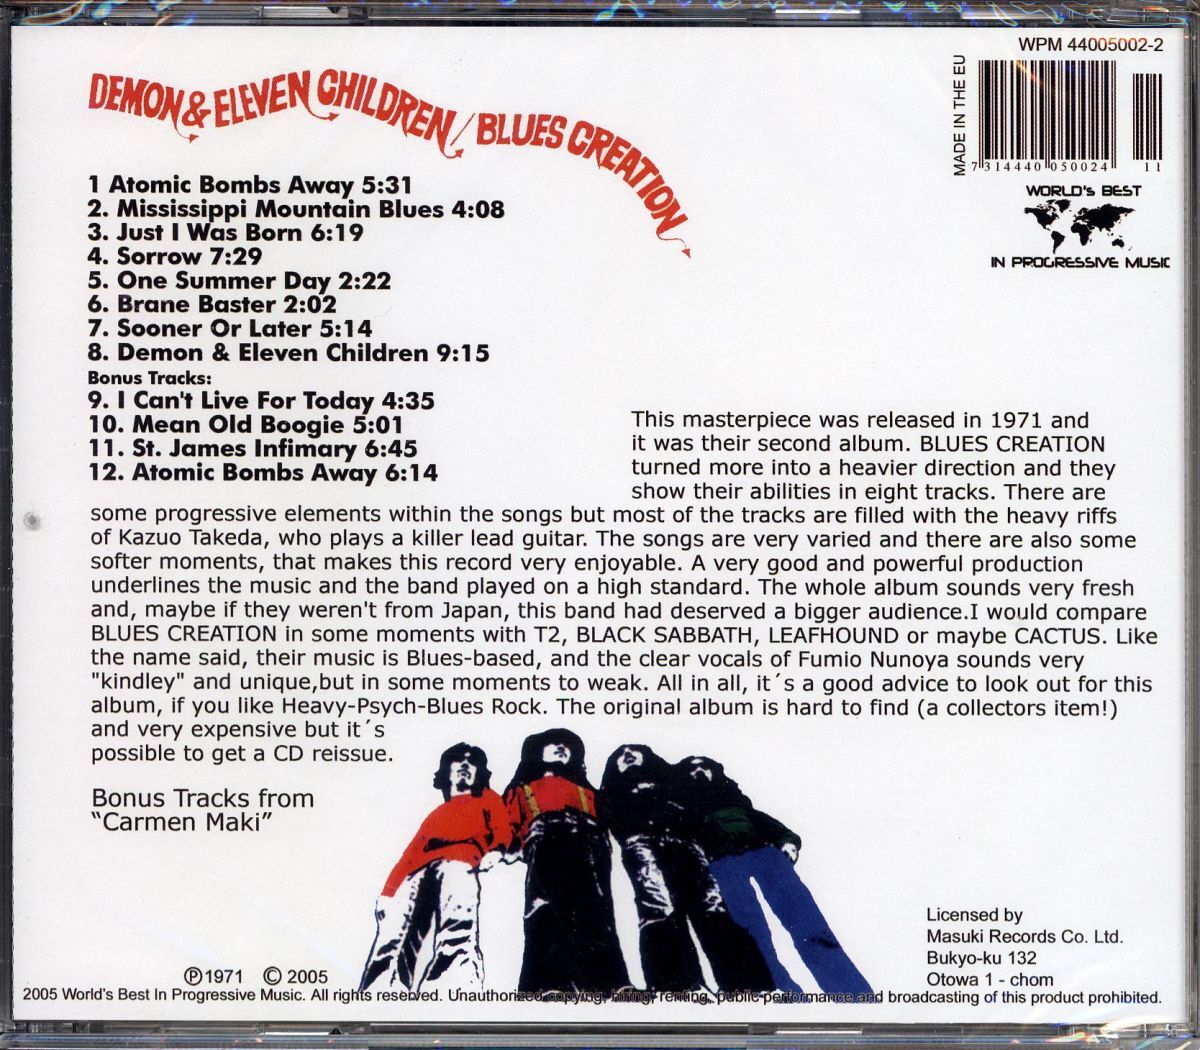 WPM 44005002-2
MADE IN THE EU
7 314440 050024
11
WORLD's BEST
IN PROGRESSIVE MUSIC
DEMON & ELEVEN CHILDREN / BLUES CREATION
1 Atomic Bombs Away 5:31
2. Mississippi Mountain Blues 4:08
3. Just I Was Born 6:19
4. Sorrow 7:29
5. One Summer Day 2:22
6. Brane Baster 2:02
7. Sooner Or Later 5:14
8. Demon & Eleven Children 9:15
Bonus Tracks:
9. I Can't Live For Today 4:35
10. Mean Old Boogie 5:01
11. St. James Infimary 6:45
12. Atomic Bombs Away 6:14
This masterpiece was released in 1971 and
it was their second album. BLUES CREATION
turned more into a heavier direction and they
show their abilities in eight tracks. There are
some progressive elements within the songs but most of the tracks are filled with the heavy riffs
of Kazuo Takeda, who plays a killer lead guitar. The songs are very varied and there are also some
softer moments, that makes this record very enjoyable. A very good and powerful production
underlines the music and the band played on a high standard. The whole album sounds very fresh
and, maybe if they weren't from Japan, this band had deserved a bigger audience.I would compare
BLUES CREATION in some moments with T2, BLACK SABBATH, LEAFHOUND or maybe CACTUS. Like
the name said, their music is Blues-based, and the clear vocals of Fumio Nunoya sounds very
"kindley" and unique,but in some moments to weak. All in all, it´s a good advice to look out for this
album, if you like Heavy-Psych-Blues Rock. The original album is hard to find (a collectors item!)
and very expensive but it´s
possible to get a CD reissue.
Bonus Tracks from
“Carmen Maki”
Licensed by
Masuki Records Co. Ltd.
Bukyo-ku 132
Otowa 1 - chom
℗1971 © 2005
2005 World's Best In Progressive Music. All rights reserved. Unauthorized copying, hiring, renting, public performance and broadcasting of this product prohibited.